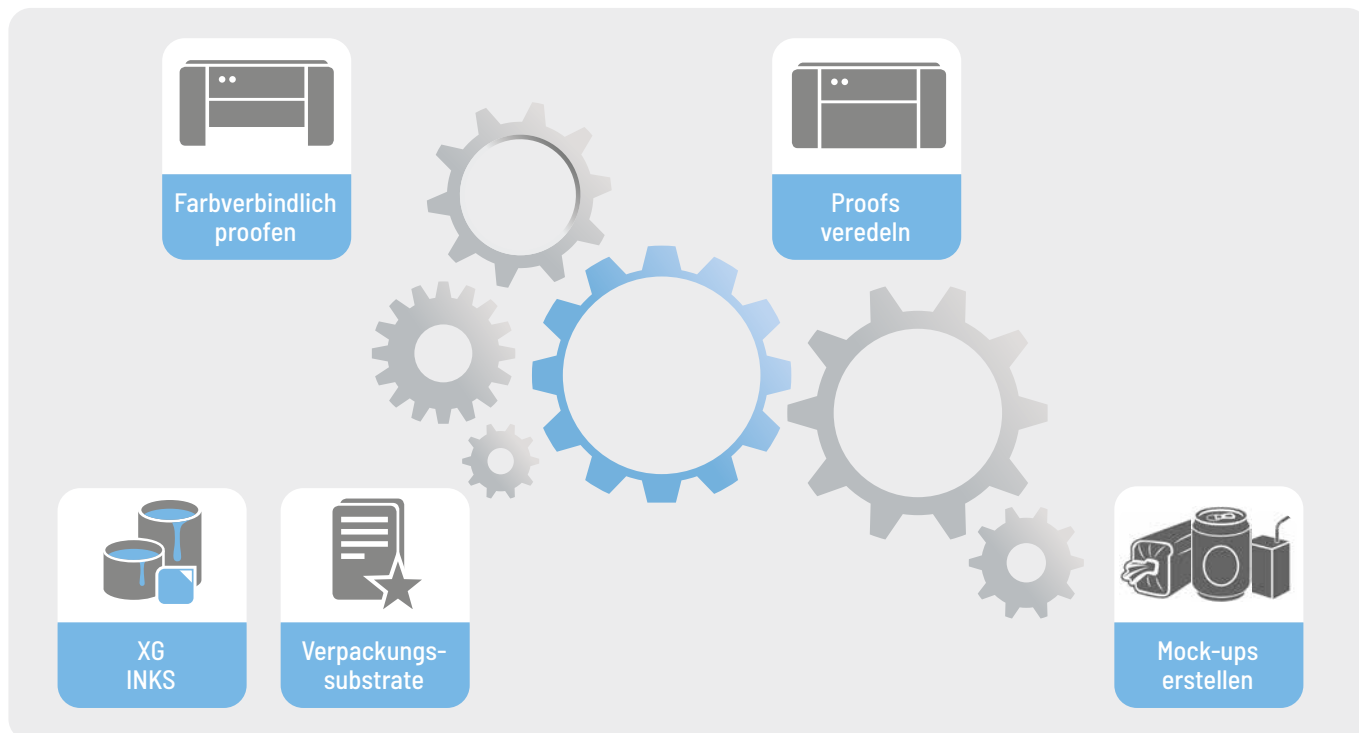 Farbverbindlich
proofen
Proofs
veredeln
XG
INKS
Verpackungs-
substrate
Mock-ups
erstellen